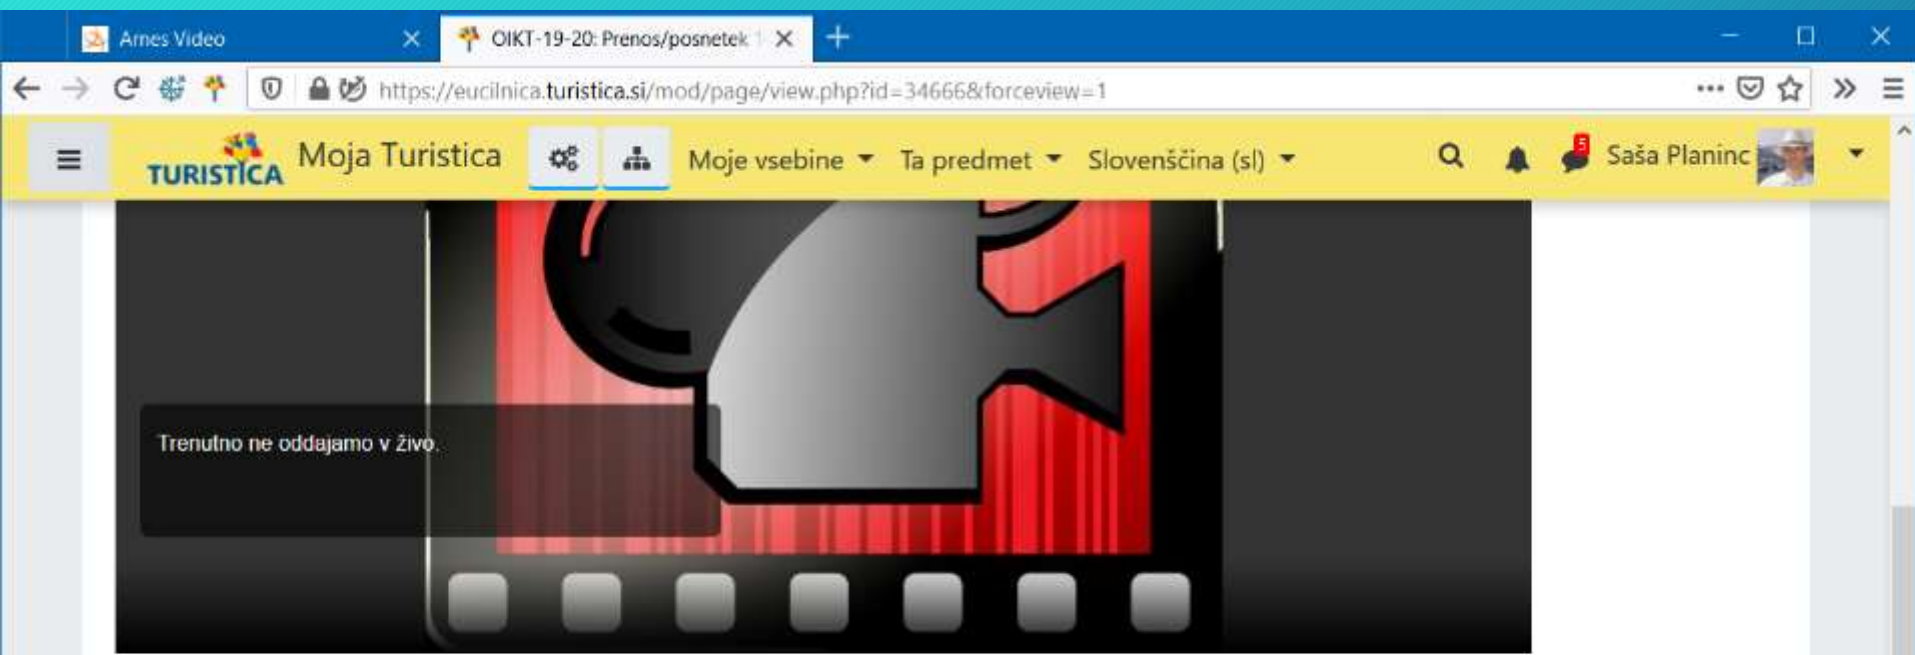 Arnes Video
OIKT-19-20: Prenos/posnetek 1
https://eucilnica.turistica.si/mod/page/view.php?id=34666&forceview=1
TURISTICA Moja Turistica Moje vsebine Ta predmet Slovenščina (sl) 5 Saša Planinc
Trenutno ne oddajamo v živo.